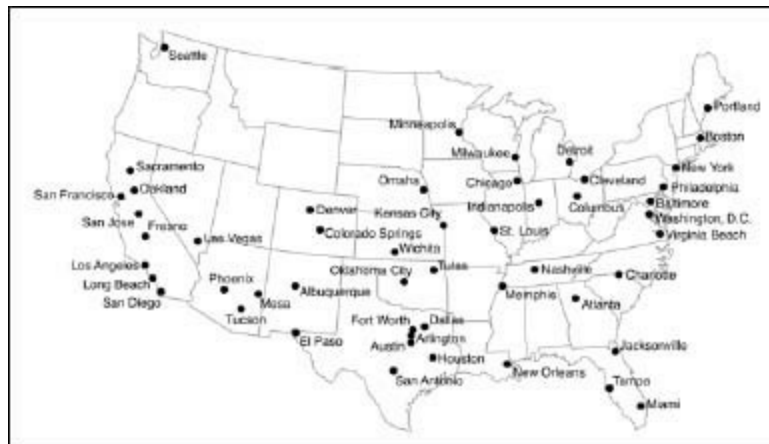 Seattle
Portland
Minneapolis
Boston
Milwaukee
Detroit
Sacramento
New York
San Francisco
Oakland
Omaha
Chicago
Cleveland
Philadelphia
Denver
Indianapolis
Columbus
Baltimore
San Jose
Fresno
Kansas City
Washington, D.C.
Colorado Springs
St. Louis
Virginia Beach
Las Vegas
Wichita
Los Angeles
Oklahoma City
Tulsa
Nashville
Charlotte
Long Beach
Phoenix
Albuquerque
Memphis
San Diego
Mesa
Atlanta
Tucson
Fort Worth
Dallas
El Paso
Arlington
Austin
Jacksonville
Houston
New Orleans
San Antonio
Tampa
Miami